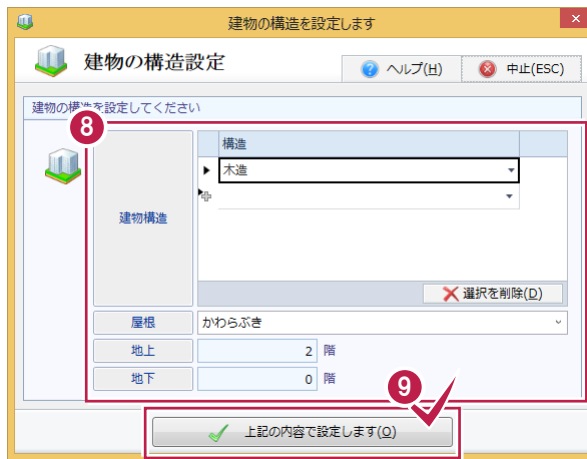 建物の構造を設定します
建物の構造設定
ヘルプ(H)
中止(ESC)
建物の構造を設定してください
8
構造
木造
建物構造
選択を削除(D)
屋根
かわらぶき
地上
2 階
地下
0 階
9
上記の内容で設定します(O)